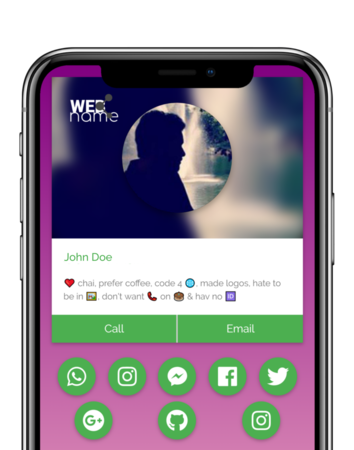 WEB
name
John Doe
❤️ chai, prefer coffee, code 4 🌐, made logos, hate to
be in 🖼️, don't want 📞 on 🍩 & hav no 🆔
Call
Email
G+